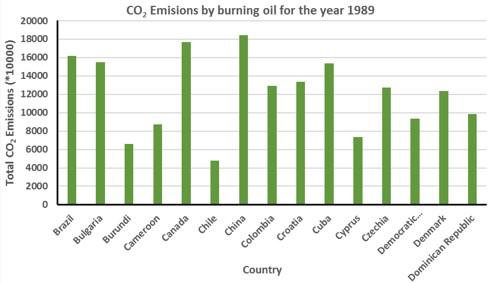 CO₂ Emisions by burning oil for the year 1989
Total CO₂ Emissions (*10000)
20000
18000
16000
14000
12000
10000
8000
6000
4000
2000
0
Brazil
Bulgaria
Burundi
Cameroon
Canada
Chile
China
Colombia
Croatia
Cuba
Cyprus
Czechia
Democratic...
Denmark
Dominican Republic
Country